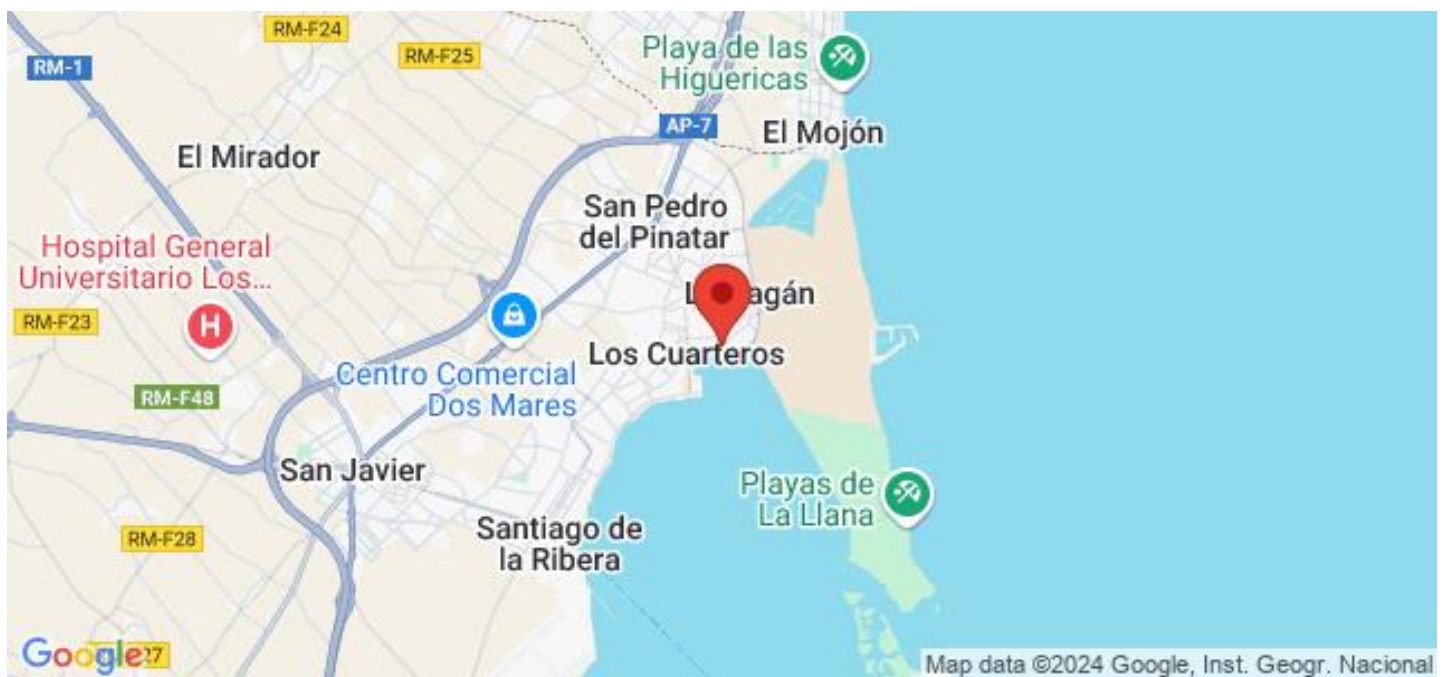 RM-F24
RM-1
RM-F25
Playa de las
Higuericas
AP-7
El Mojón
El Mirador
San Pedro
del Pinatar
Hospital General
Universitario Los...
H
RM-F23
Los Cuarteros
Centro Comercial
Dos Mares
RM-F48
San Javier
Playas de
La Llana
Santiago de
la Ribera
RM-F28
Google
Map data ©2024 Google, Inst. Geogr. Nacional